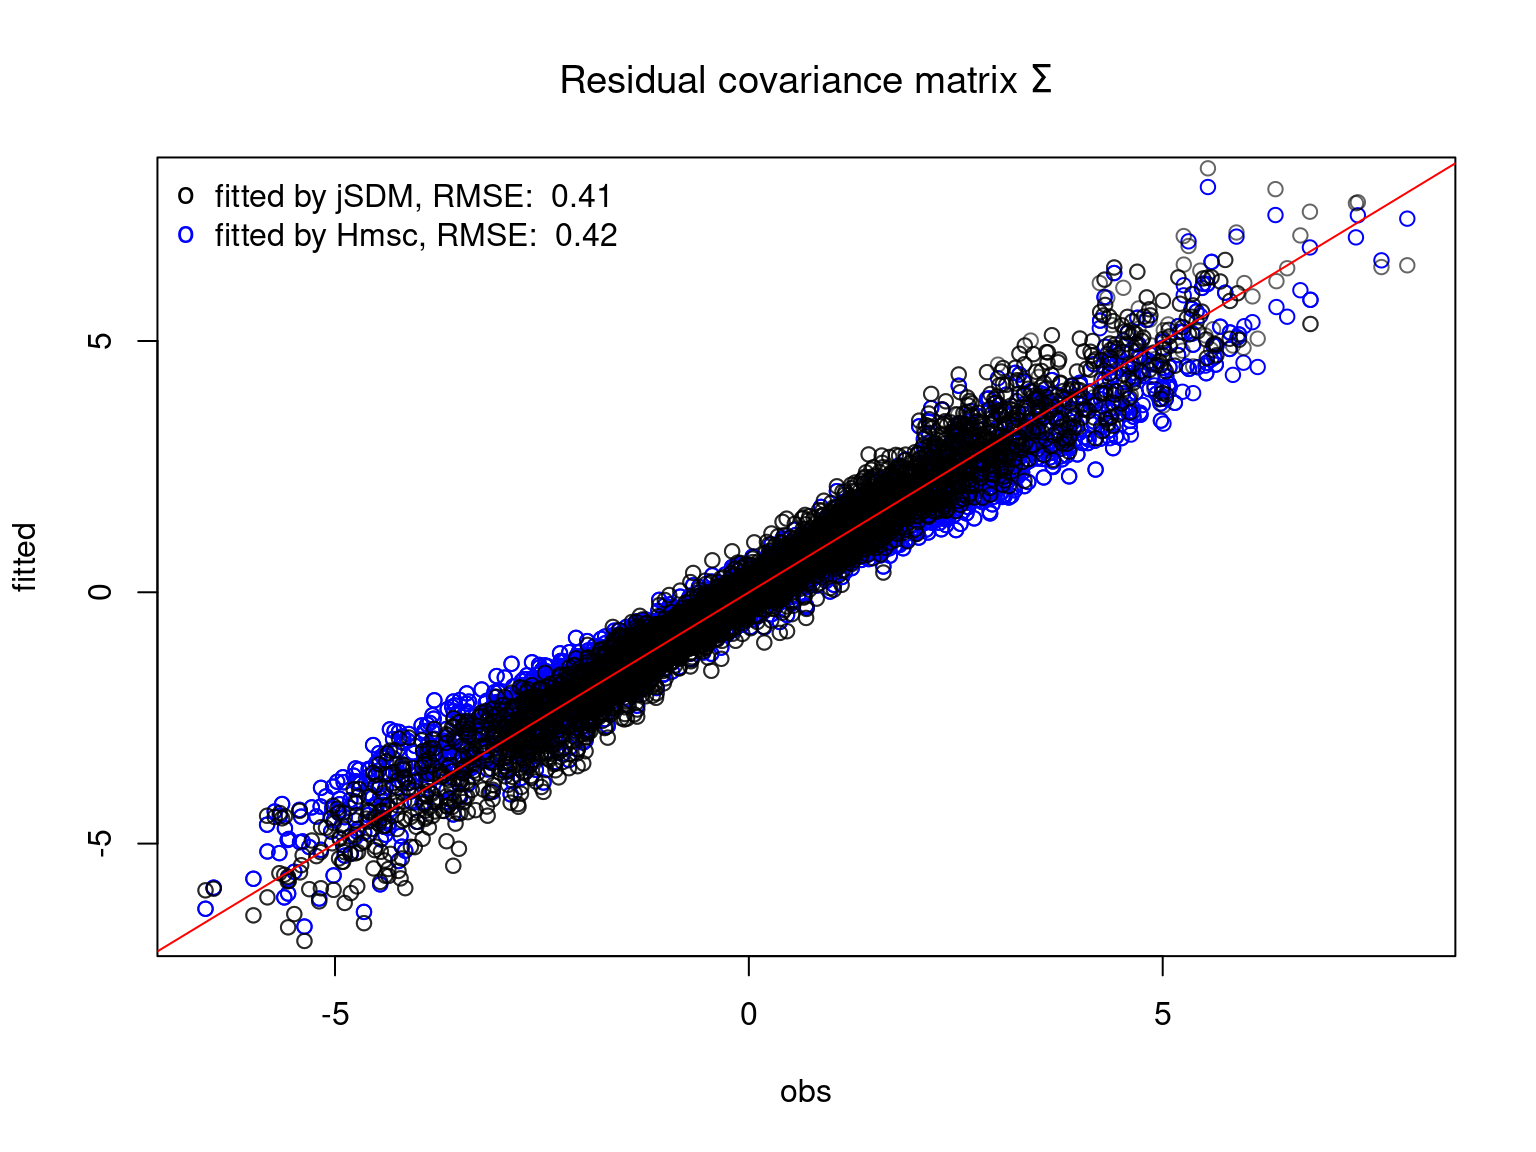 Residual covariance matrix Σ
o fitted by jSDM, RMSE: 0.41
o fitted by Hmsc, RMSE: 0.42
5
0
-5
fitted
-5 0 5
obs